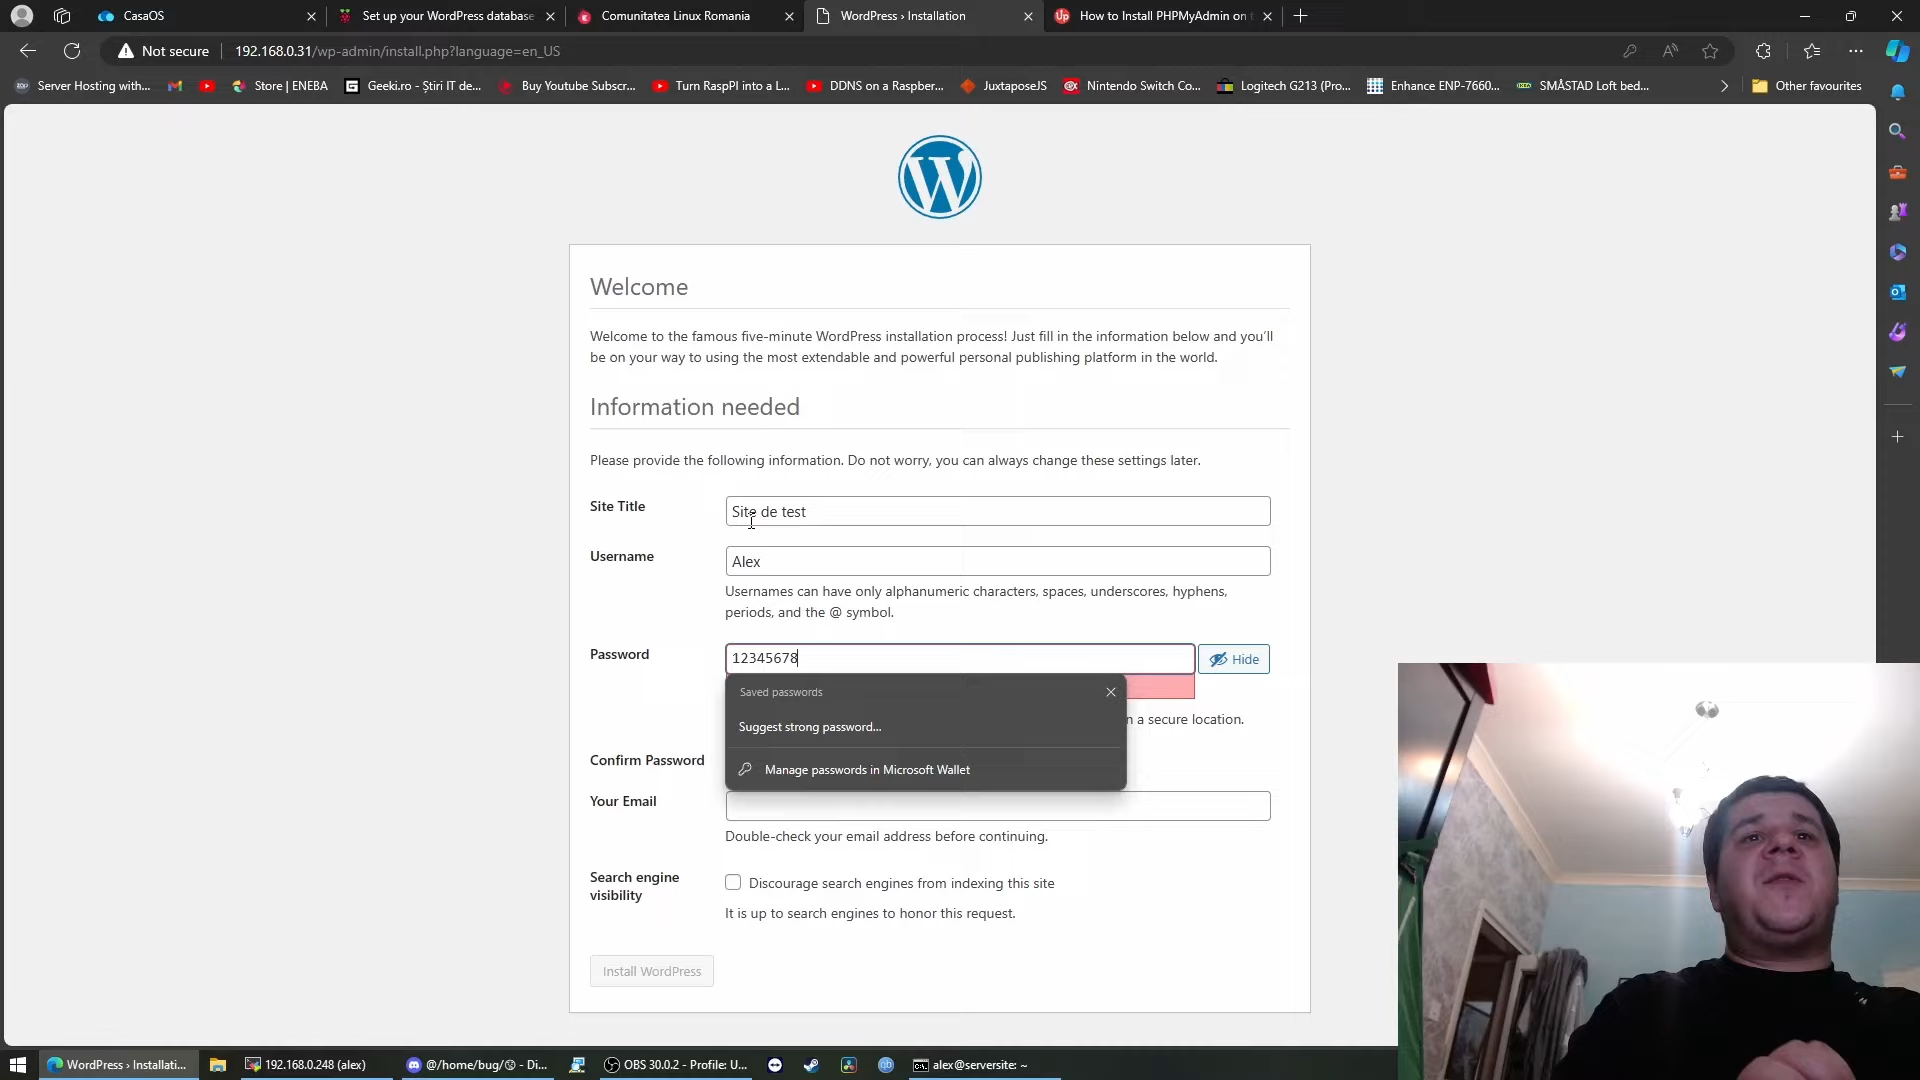 CasaOS
Set up your WordPress database
Comunitatea Linux Romania
WordPress › Installation
How to Install PHPMyAdmin on t
Not secure
192.168.0.31/wp-admin/install.php?language=en_US
Server Hosting with...
Store | ENEBA
Geeki.ro - Știri IT de...
Buy Youtube Subscr...
Turn RaspPI into a L...
DDNS on a Raspber...
JuxtaposeJS
Nintendo Switch Co...
Logitech G213 (Pro...
Enhance ENP-7660...
SMÅSTAD Loft bed...
Other favourites
Welcome
Welcome to the famous five-minute WordPress installation process! Just fill in the information below and you'll
be on your way to using the most extendable and powerful personal publishing platform in the world.
Information needed
Please provide the following information. Do not worry, you can always change these settings later.
Site Title
Site de test
Username
Alex
Usernames can have only alphanumeric characters, spaces, underscores, hyphens,
periods, and the @ symbol.
Password
12345678
Hide
Saved passwords
Suggest strong password...
n a secure location.
Manage passwords in Microsoft Wallet
Confirm Password
Your Email
Double-check your email address before continuing.
Search engine
visibility
Discourage search engines from indexing this site
It is up to search engines to honor this request.
Install WordPress
WordPress › Installati...
192.168.0.248 (alex)
@/home/bug/ - Di...
OBS 30.0.2 - Profile: U...
alex@serversite: ~